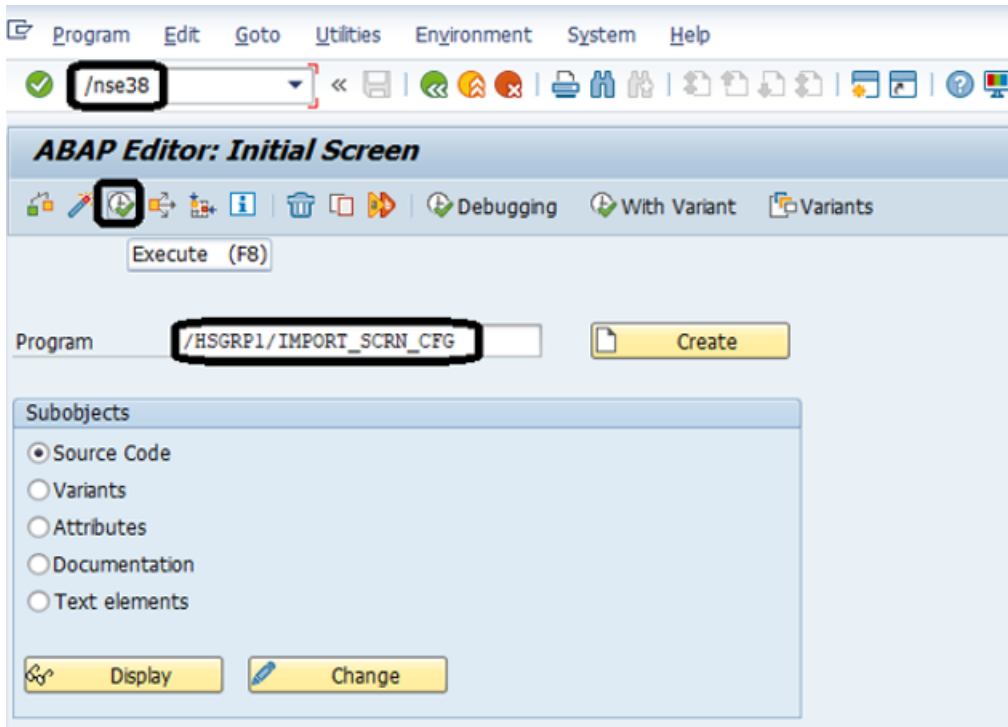 Program Edit Goto Utilities Environment System Help
/nse38
ABAP Editor: Initial Screen
Debugging With Variant Variants
Execute (F8)
Program /HSGRP1/IMPORT_SCRN_CFG Create
Subobjects
Source Code
Variants
Attributes
Documentation
Text elements
Display Change